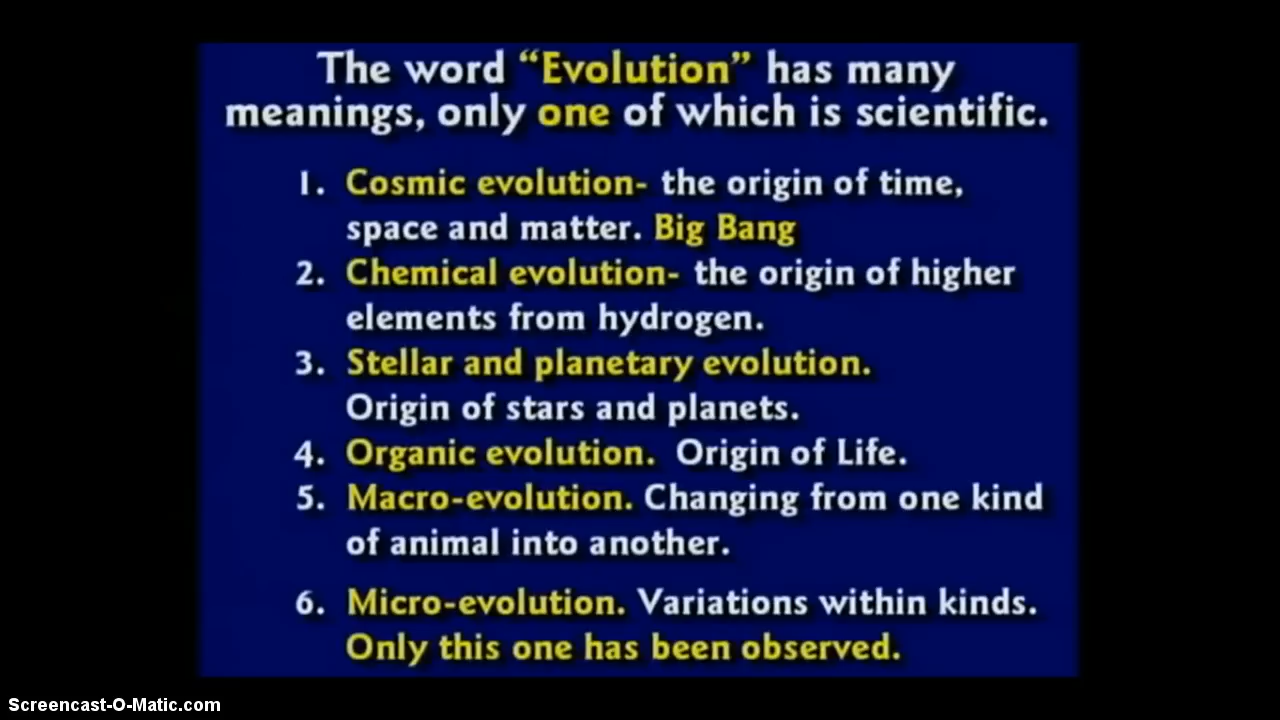 The word “Evolution” has many
meanings, only one of which is scientific.
1. Cosmic evolution- the origin of time,
space and matter. Big Bang
2. Chemical evolution- the origin of higher
elements from hydrogen.
3. Stellar and planetary evolution.
Origin of stars and planets.
4. Organic evolution. Origin of Life.
5. Macro-evolution. Changing from one kind
of animal into another.
6. Micro-evolution. Variations within kinds.
Only this one has been observed.
Screencast-O-Matic.com